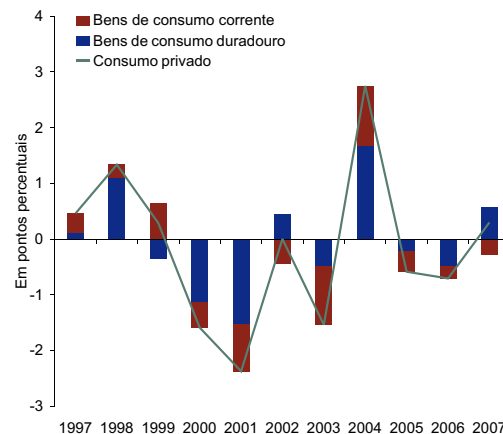 Bens de consumo corrente
Bens de consumo duradouro
Consumo privado
Em pontos percentuais
4
3
2
1
0
-1
-2
-3
1997 1998 1999 2000 2001 2002 2003 2004 2005 2006 2007